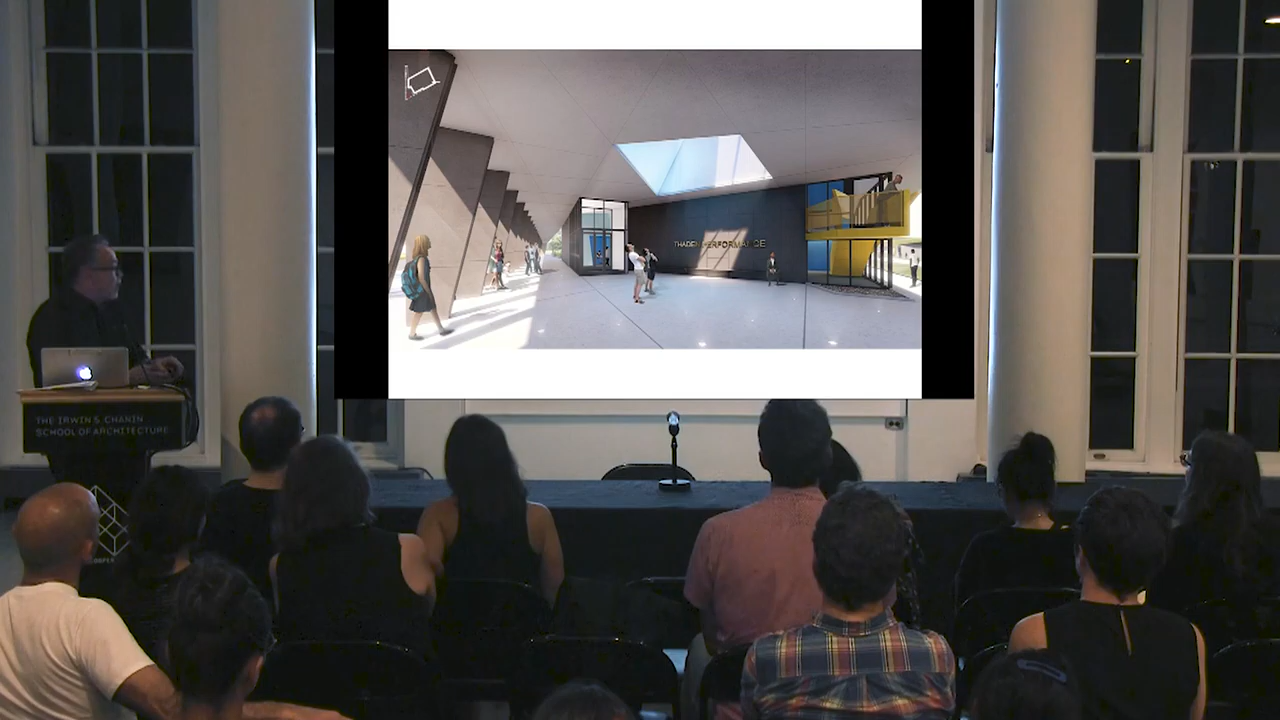 THADEN PERFORMANCE
THE IRWIN S. CHANIN
SCHOOL OF ARCHITECTURE